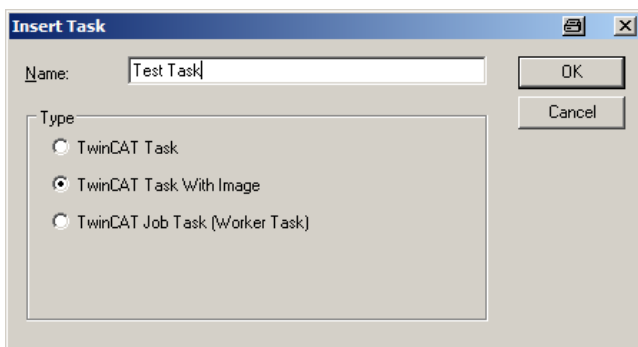 Insert Task
Name: Test Task OK
Cancel
Type
TwinCAT Task
TwinCAT Task With Image
TwinCAT Job Task (Worker Task)